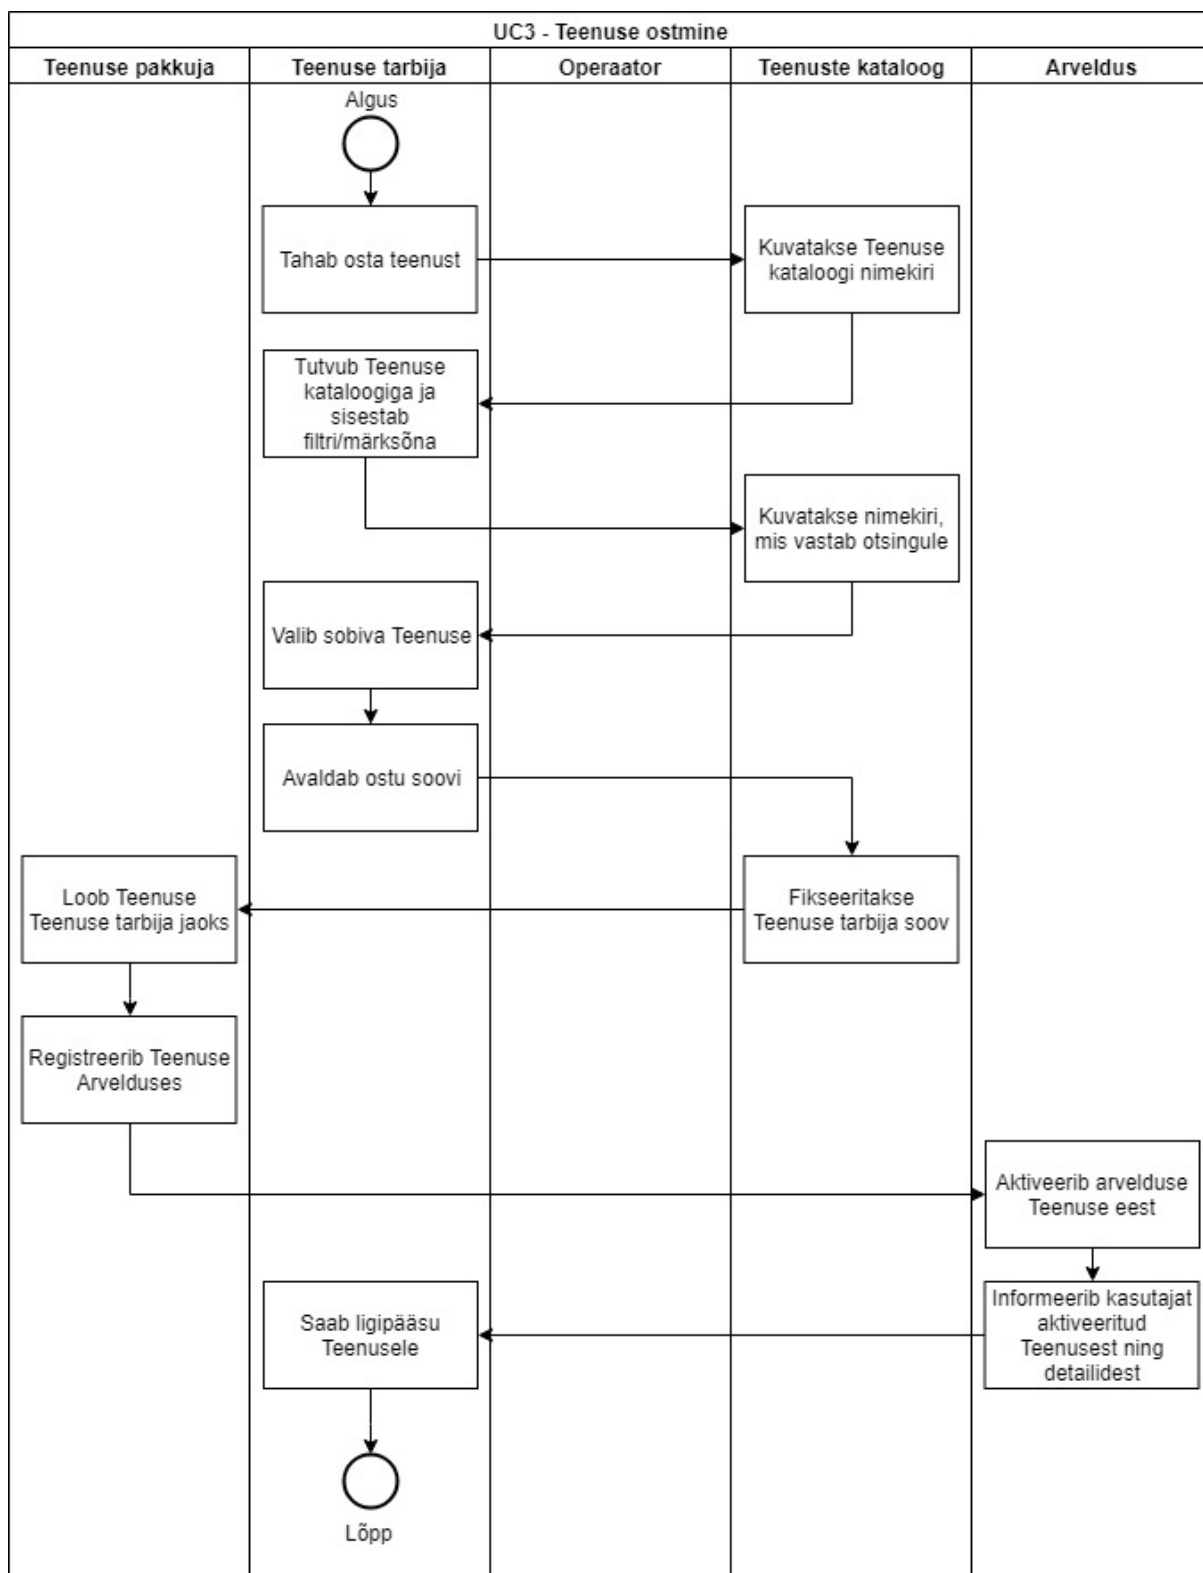 UC3 - Teenuse ostmine
Teenuse pakkuja
Teenuse tarbija
Operaator
Teenuste kataloog
Arveldus
Algus
Tahab osta teenust
Kuvatakse Teenuse
kataloogi nimekiri
Tutvub Teenuse
kataloogiga ja
sisestab
filtri/märksõna
Kuvatakse nimekiri,
mis vastab otsingule
Valib sobiva Teenuse
Avaldab ostu soovi
Fikseeritakse
Teenuse tarbija soov
Loob Teenuse
Teenuse tarbija jaoks
Registreerib Teenuse
Arvelduses
Aktiveerib arvelduse
Teenuse eest
Informeerib kasutajat
aktiveeritud
Teenusest ning
detailidest
Saab ligipääsu
Teenusele
Lõpp